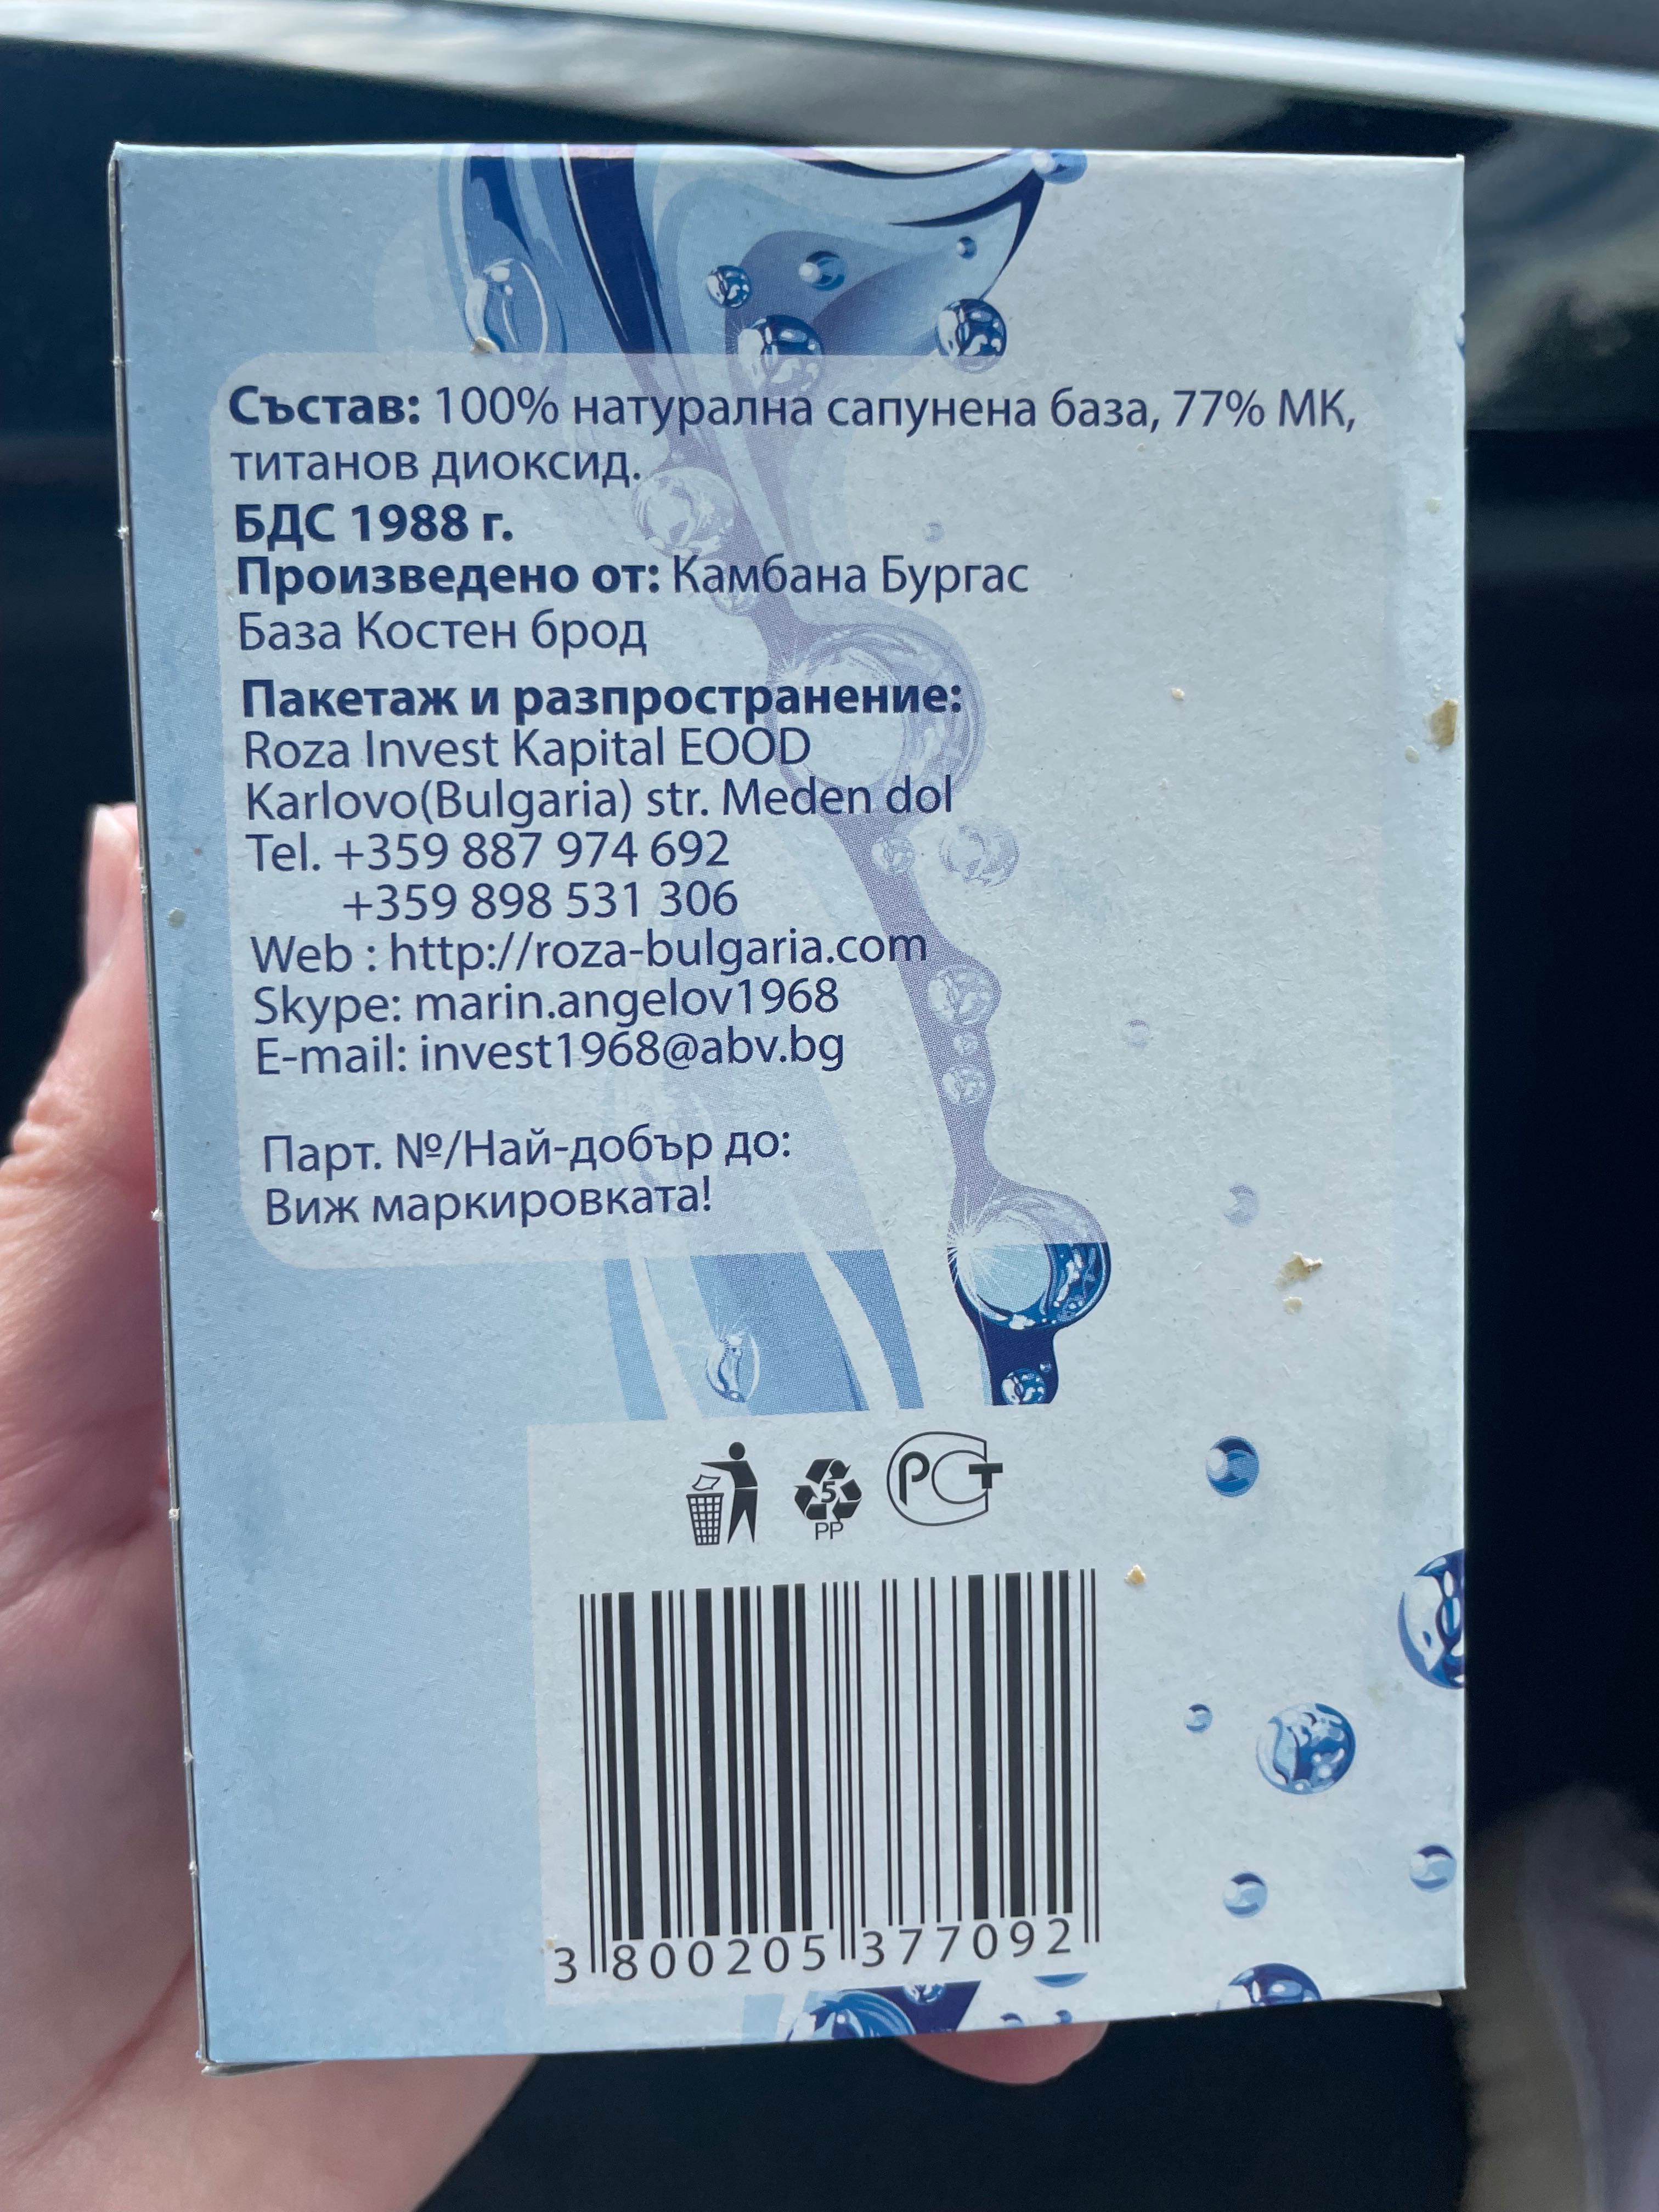 Състав: 100% натурална сапунена база, 77% МК,
титанов диоксид.
БДС 1988 г.
Произведено от: Камбана Бургас
База Костен брод
Пакетаж и разпространение:
Roza Invest Kapital EOOD
Karlovo(Bulgaria) str. Meden dol
Tel. +359 887 974 692
+359 898 531 306
Web : http://roza-bulgaria.com
Skype: marin.angelov1968
E-mail: invest1968@abv.bg
Парт. №/Най-добър до:
Виж маркировката!
5
PP
РСТ
3 800205 377092